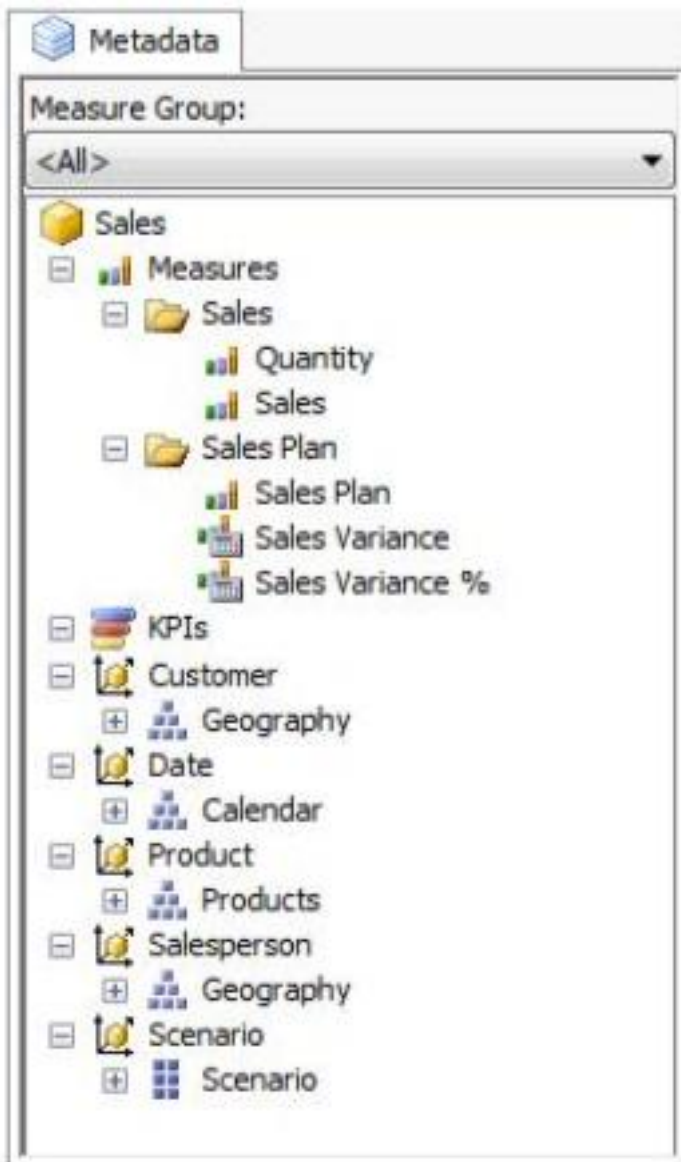 Metadata
Measure Group:
<All>
Sales
Measures
Sales
Quantity
Sales
Sales Plan
Sales Plan
Sales Variance
Sales Variance %
KPIs
Customer
Geography
Date
Calendar
Product
Products
Salesperson
Geography
Scenario
Scenario